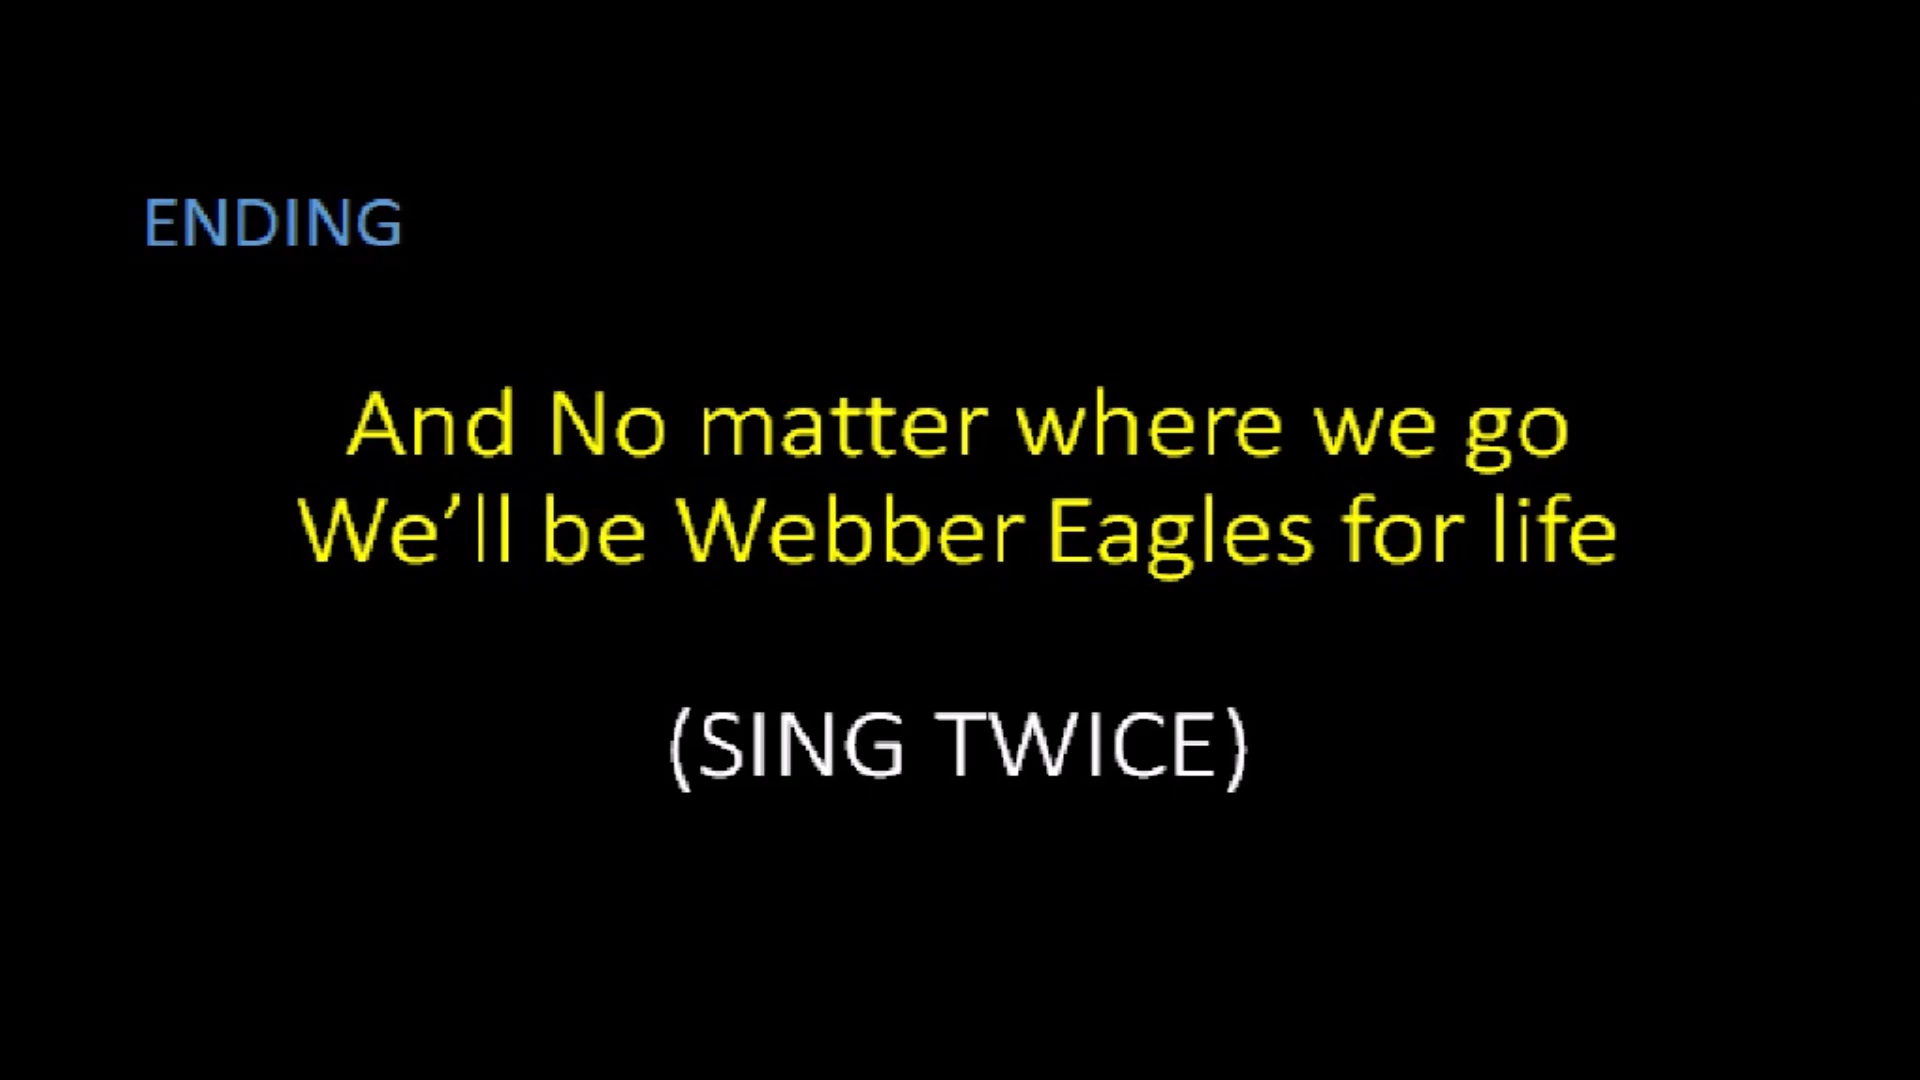 ENDING
And No matter where we go
We’ll be Webber Eagles for life
(SING TWICE)